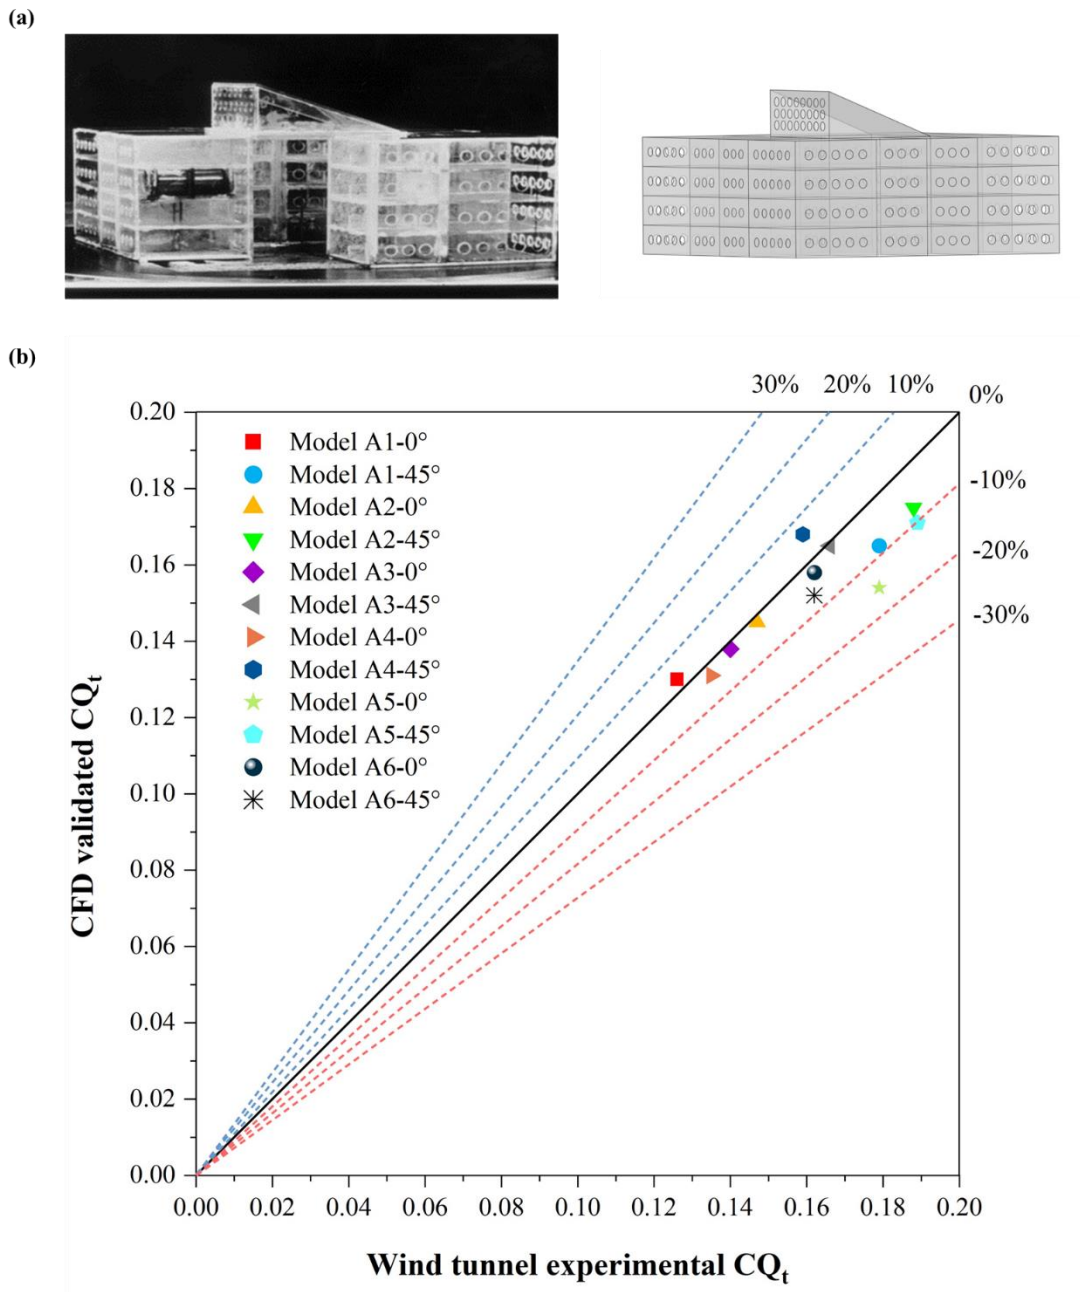 (a)
(b)
30% 20% 10% 0%
0.20
0.18
0.16
0.14
0.12
0.10
0.08
0.06
0.04
0.02
0.00
CFD validated CQt
Model A1-0°
Model A1-45°
Model A2-0°
Model A2-45°
Model A3-0°
Model A3-45°
Model A4-0°
Model A4-45°
Model A5-0°
Model A5-45°
Model A6-0°
Model A6-45°
-10%
-20%
-30%
0.00 0.02 0.04 0.06 0.08 0.10 0.12 0.14 0.16 0.18 0.20
Wind tunnel experimental CQt